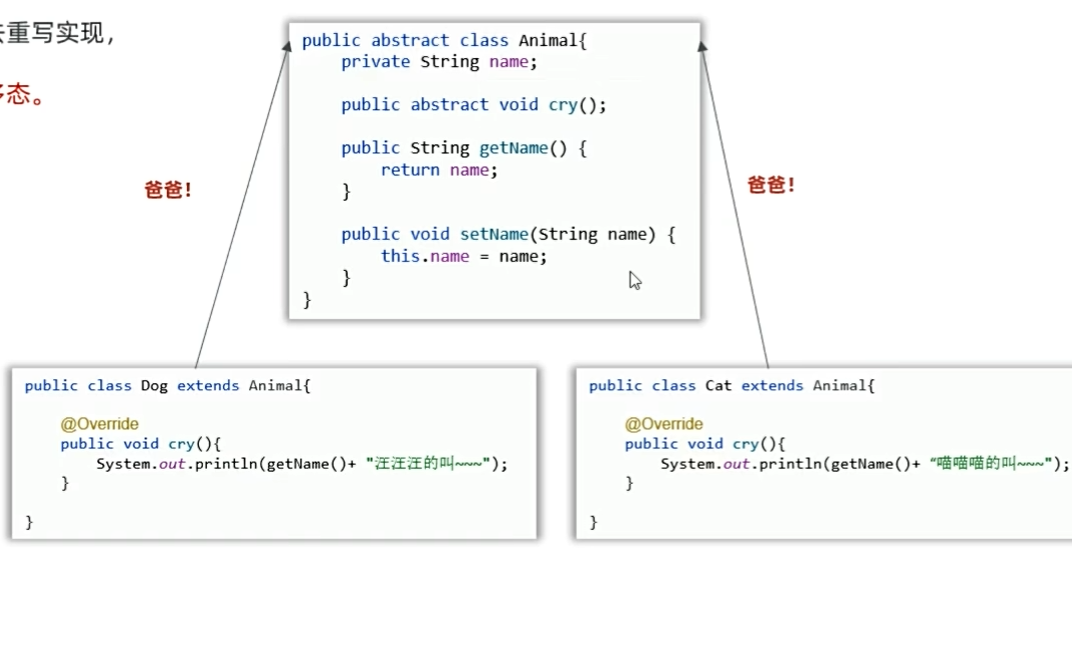 去重写实现，
多态。
public abstract class Animal{
private String name;
public abstract void cry();
public String getName() {
return name;
}
public void setName(String name) {
this.name = name;
}
}
爸爸！
爸爸！
public class Dog extends Animal{
@Override
public void cry(){
System.out.println(getName()+ "汪汪汪的叫~~~");
}
}
public class Cat extends Animal{
@Override
public void cry(){
System.out.println(getName()+ “喵喵喵的叫~~~");
}
}